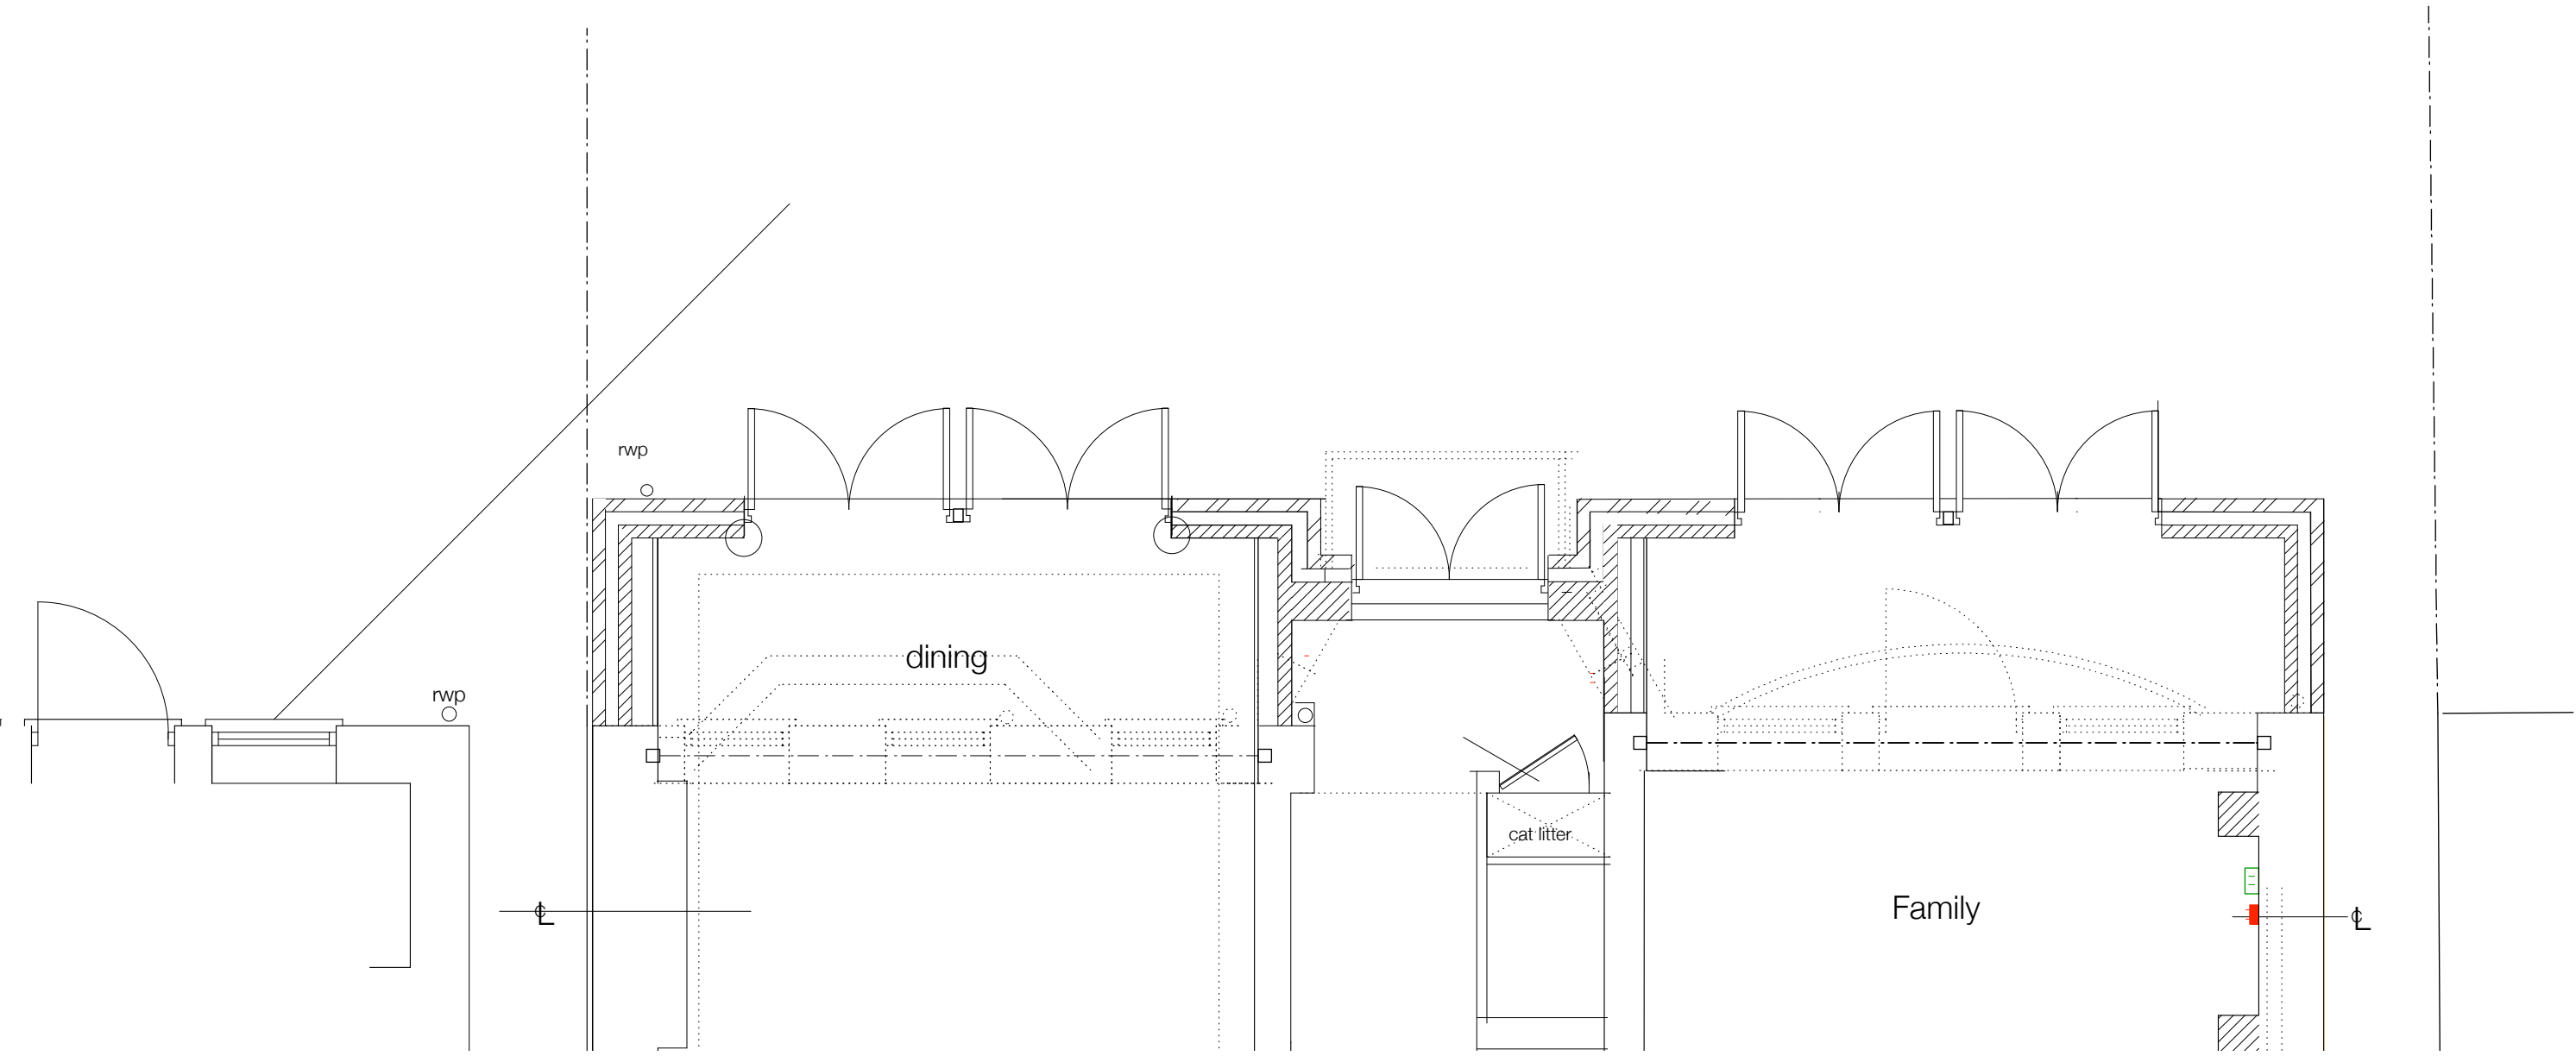 rwp
dining
rwp
cat litter
Family
℄
℄